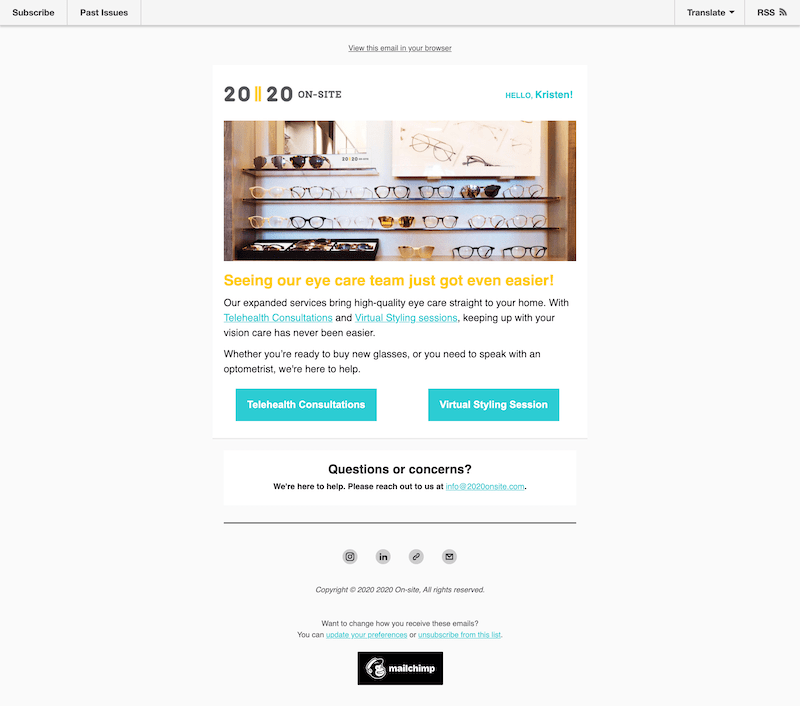 Subscribe
Past Issues
Translate
RSS
View this email in your browser
20||20 ON-SITE
HELLO, Kristen!
20||20 ON-SITE
Seeing our eye care team just got even easier!
Our expanded services bring high-quality eye care straight to your home. With
Telehealth Consultations and Virtual Styling sessions, keeping up with your
vision care has never been easier.
Whether you're ready to buy new glasses, or you need to speak with an
optometrist, we're here to help.
Telehealth Consultations
Virtual Styling Session
Questions or concerns?
We're here to help. Please reach out to us at info@2020onsite.com.
in
Copyright © 2020 2020 On-site, All rights reserved.
Want to change how you receive these emails?
You can update your preferences or unsubscribe from this list.
mailchimp